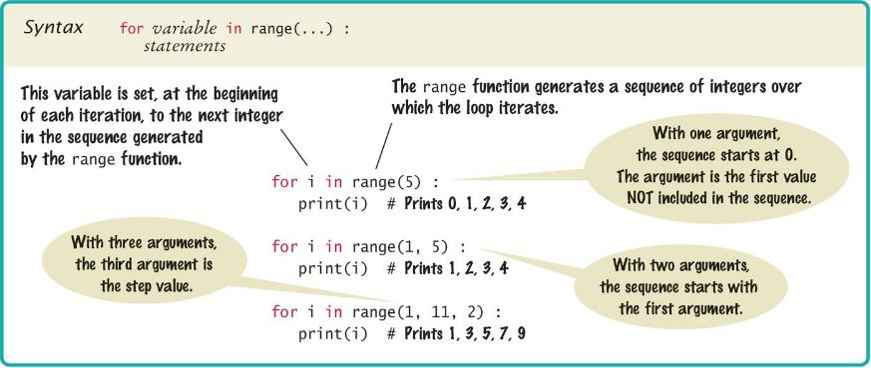 Syntax for variable in range(...) :
statements
This variable is set, at the beginning
of each iteration, to the next integer
in the sequence generated
by the range function.
The range function generates a sequence of integers over
which the loop iterates.
With one argument,
the sequence starts at 0.
The argument is the first value
NOT included in the sequence.
for i in range(5) :
print(i) # Prints 0, 1, 2, 3, 4
With three arguments,
the third argument is
the step value.
for i in range(1, 5) :
print(i) # Prints 1, 2, 3, 4
With two arguments,
the sequence starts with
the first argument.
for i in range(1, 11, 2) :
print(i) # Prints 1, 3, 5, 7, 9